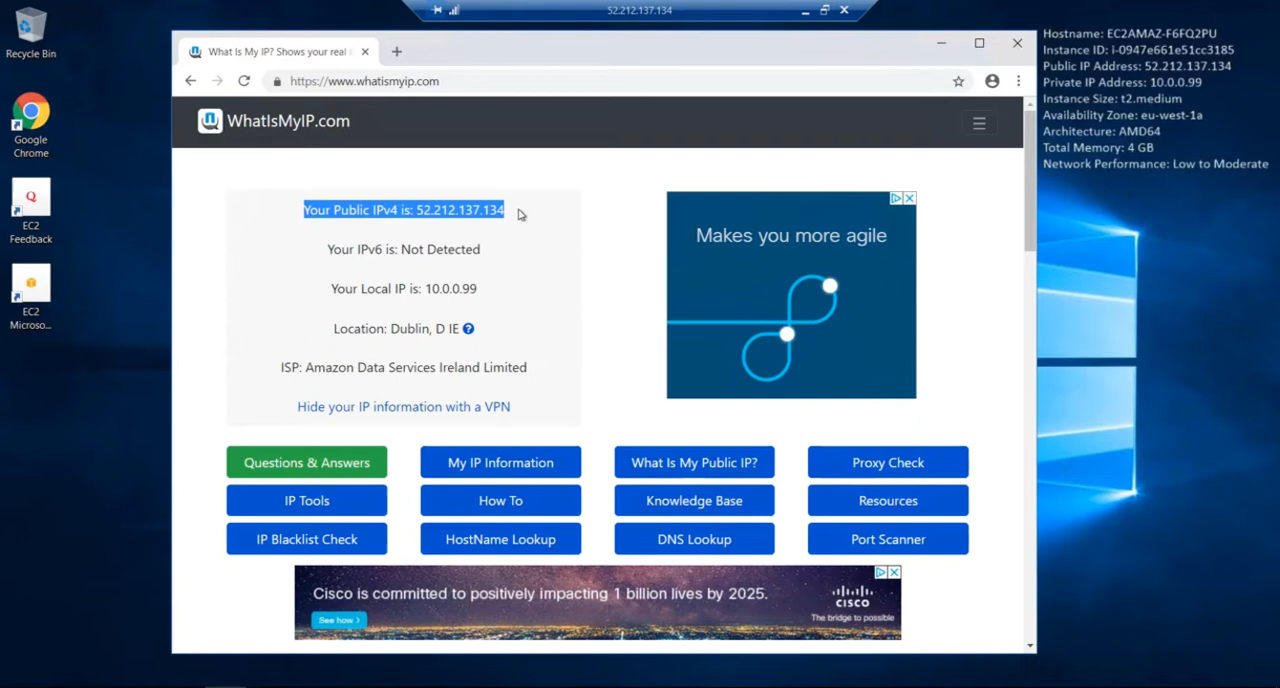 52.212.137.134
Recycle Bin
Google
Chrome
EC2
Feedback
EC2
Microso...
What Is My IP? Shows your real
https://www.whatismyip.com
WhatIsMyIP.com
Your Public IPv4 is: 52.212.137.134
Your IPv6 is: Not Detected
Your Local IP is: 10.0.0.99
Location: Dublin, D IE
ISP: Amazon Data Services Ireland Limited
Hide your IP information with a VPN
Makes you more agile
Questions & Answers My IP Information What Is My Public IP? Proxy Check
IP Tools How To Knowledge Base Resources
IP Blacklist Check HostName Lookup DNS Lookup Port Scanner
Cisco is committed to positively impacting 1 billion lives by 2025.
See how >
CISCO
The bridge to possible
Hostname: EC2AMAZ-F6FQ2PU
Instance ID: i-0947e661e51cc3185
Public IP Address: 52.212.137.134
Private IP Address: 10.0.0.99
Instance Size: t2.medium
Availability Zone: eu-west-1a
Architecture: AMD64
Total Memory: 4 GB
Network Performance: Low to Moderate